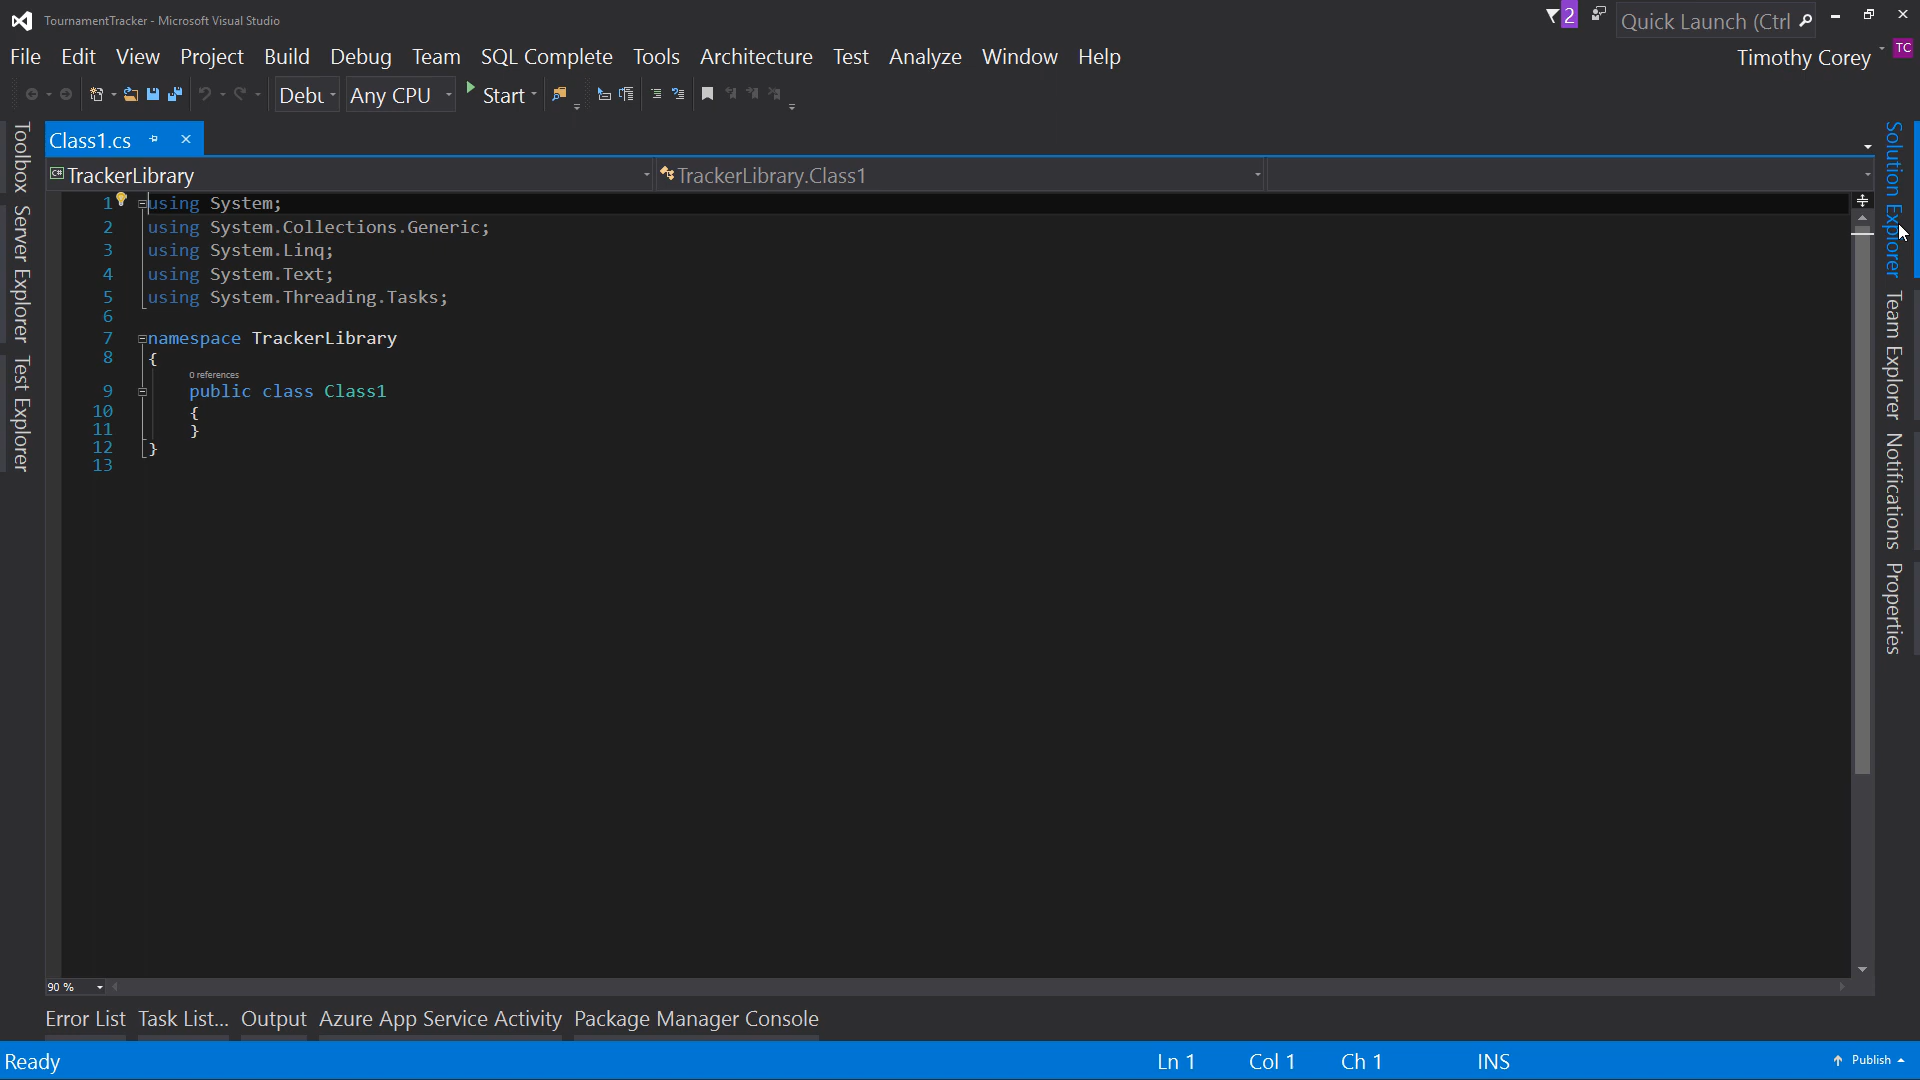 TournamentTracker - Microsoft Visual Studio
2
Quick Launch (Ctrl
File Edit View Project Build Debug Team SQL Complete Tools Architecture Test Analyze Window Help
Timothy Corey TC
Debu Any CPU Start
Class1.cs
C# TrackerLibrary TrackerLibrary.Class1
1 using System;
2 using System.Collections.Generic;
3 using System.Linq;
4 using System.Text;
5 using System.Threading.Tasks;
6
7 namespace TrackerLibrary
8 {
0 references
9 public class Class1
10 {
11 }
12 }
13
Toolbox
Server Explorer
Test Explorer
Solution Explorer
Team Explorer
Notifications
Properties
90 %
Error List Task List... Output Azure App Service Activity Package Manager Console
Ready Ln 1 Col 1 Ch 1 INS Publish